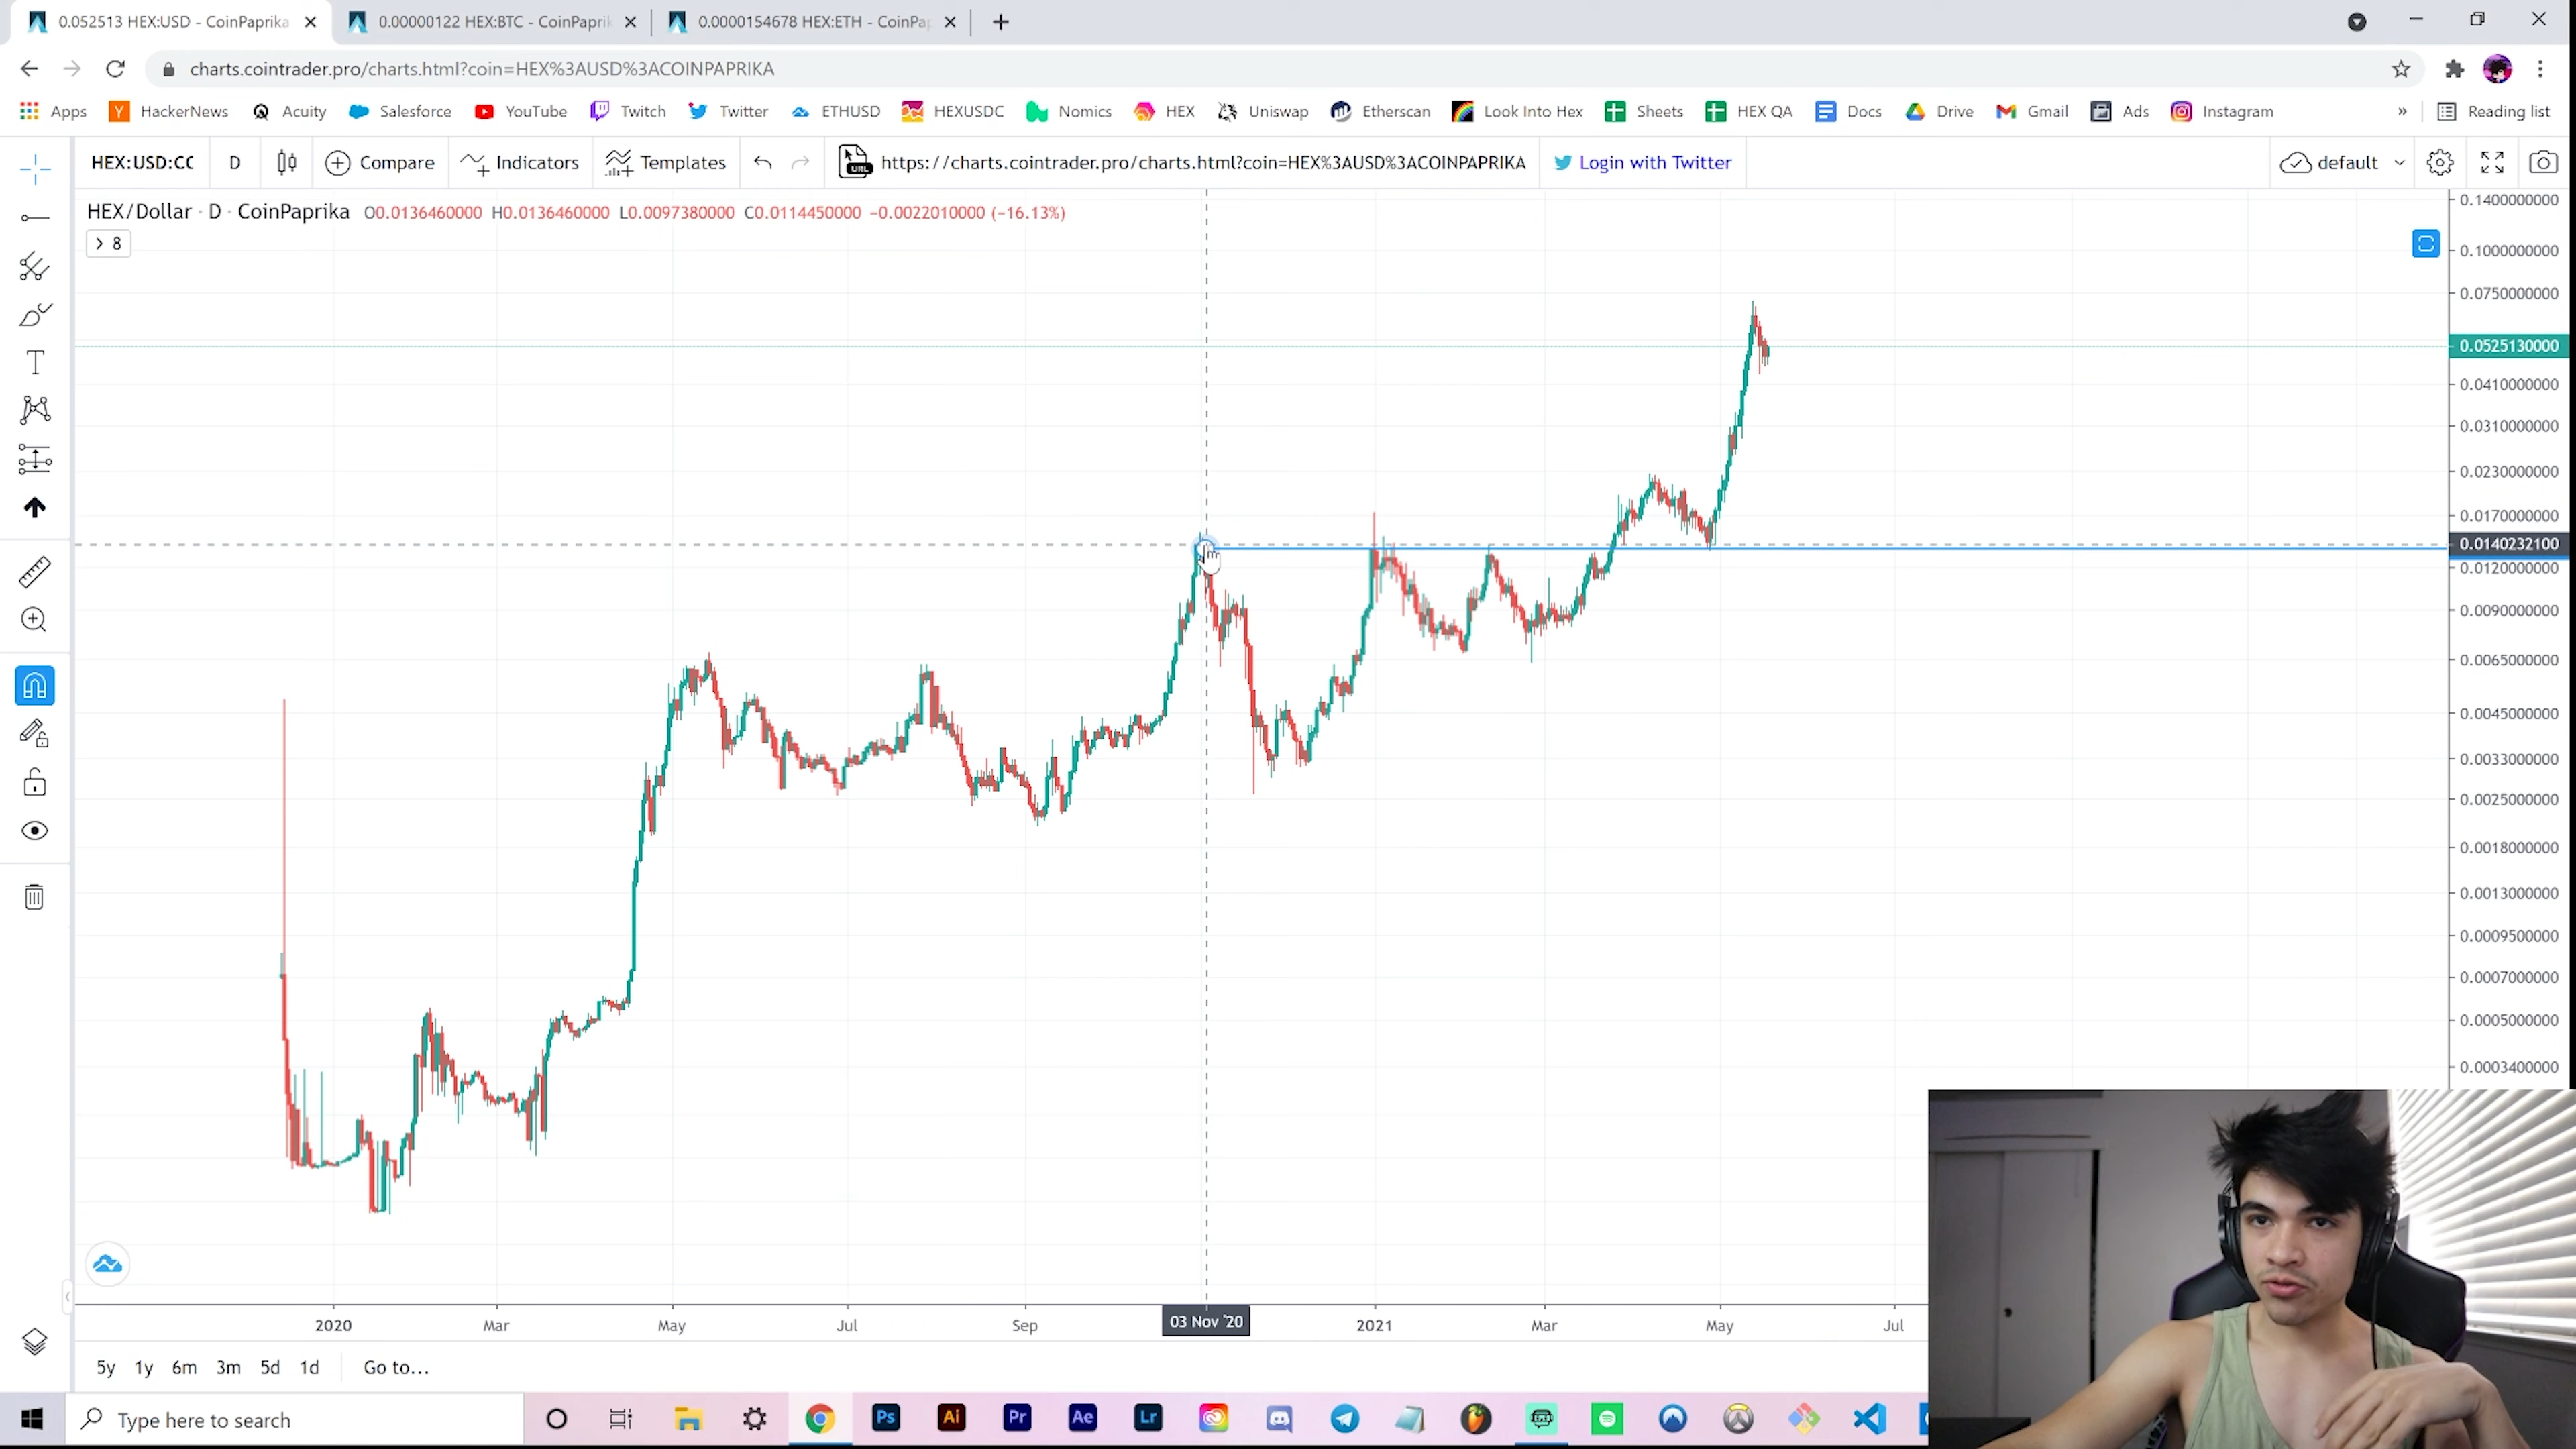 0.052513 HEX:USD - CoinPaprika
0.00000122 HEX:BTC - CoinPaprik
0.0000154678 HEX:ETH - CoinPap
charts.cointrader.pro/charts.html?coin=HEX%3AUSD%3ACOINPAPRIKA
Apps HackerNews Acuity Salesforce YouTube Twitch Twitter ETHUSD HEXUSDC Nomics HEX Uniswap Etherscan Look Into Hex Sheets HEX QA Docs Drive Gmail Ads Instagram » Reading list
HEX:USD:CC D Compare Indicators Templates https://charts.cointrader.pro/charts.html?coin=HEX%3AUSD%3ACOINPAPRIKA Login with Twitter default
HEX/Dollar · D · CoinPaprika O0.0136460000 H0.0136460000 L0.0097380000 C0.0114450000 −0.0022010000 (−16.13%)
> 8
0.1400000000
0.1000000000
0.0750000000
0.0525130000
0.0410000000
0.0310000000
0.0230000000
0.0170000000
0.0140232100
0.0120000000
0.0090000000
0.0065000000
0.0045000000
0.0033000000
0.0025000000
0.0018000000
0.0013000000
0.0009500000
0.0007000000
0.0005000000
0.0003400000
2020 Mar May Jul Sep 03 Nov '20 2021 Mar May Jul
5y 1y 6m 3m 5d 1d Go to...
Type here to search
Ps Ai Pr Ae Lr